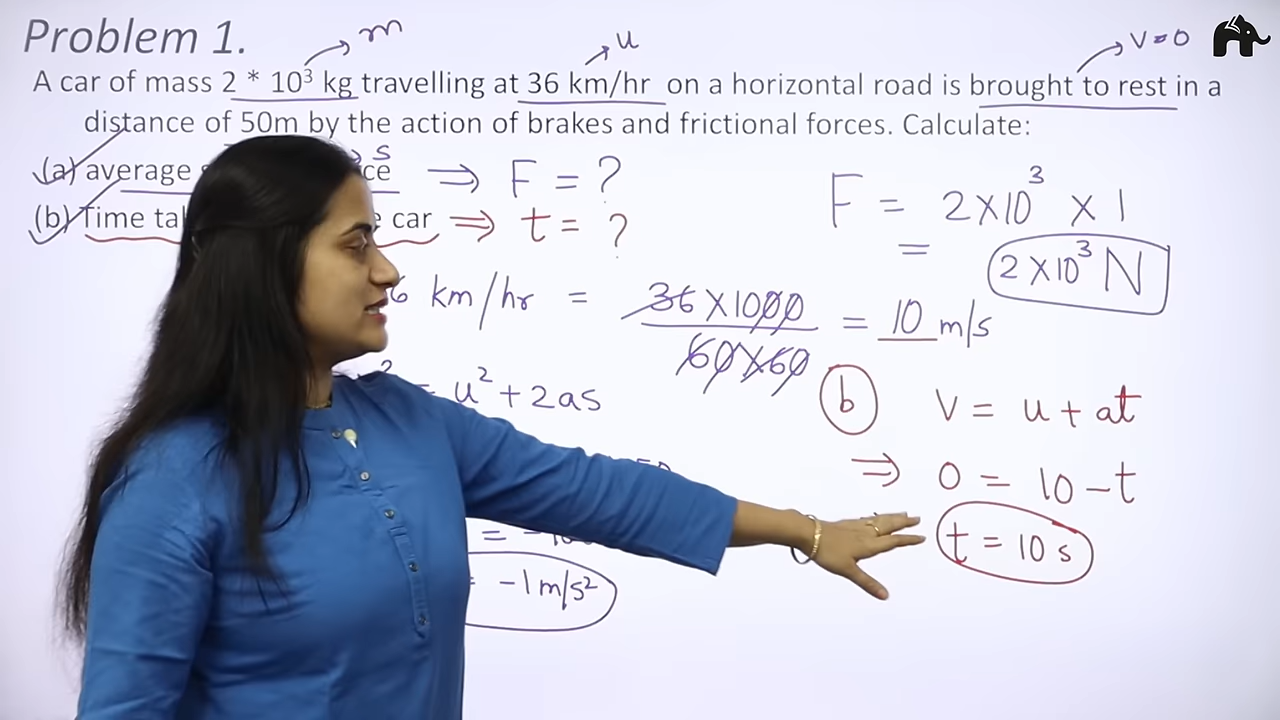 Problem 1.
m
u
V=0
A car of mass 2 * 10³ kg travelling at 36 km/hr on a horizontal road is brought to rest in a
distance of 50m by the action of brakes and frictional forces. Calculate:
s
(a) average
⇒ F = ?
(b) Time
car ⇒ t = ?
F = 2×10³ × 1
= 2×10³ N
6 km/hr = 36×1000 / 60×60 = 10 m/s
u² + 2as
b V = u + at
⇒ 0 = 10 - t
t = 10 s
-1 m/s²